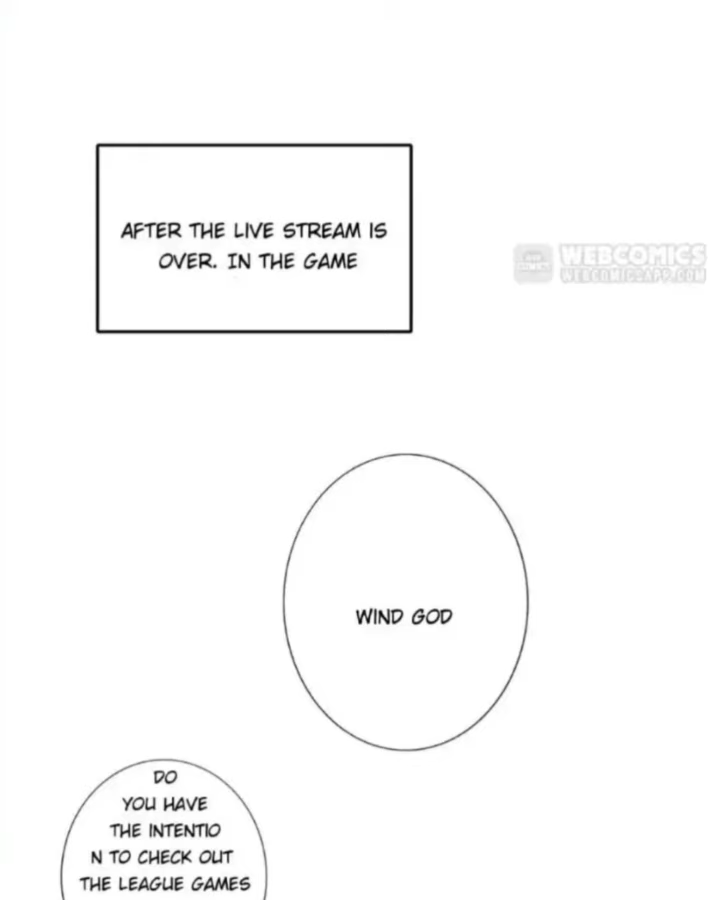 AFTER THE LIVE STREAM IS
OVER. IN THE GAME
WEBCOMICS
WEBCOMICSAPP.COM
WIND GOD
DO
YOU HAVE
THE INTENTIO
N TO CHECK OUT
THE LEAGUE GAMES